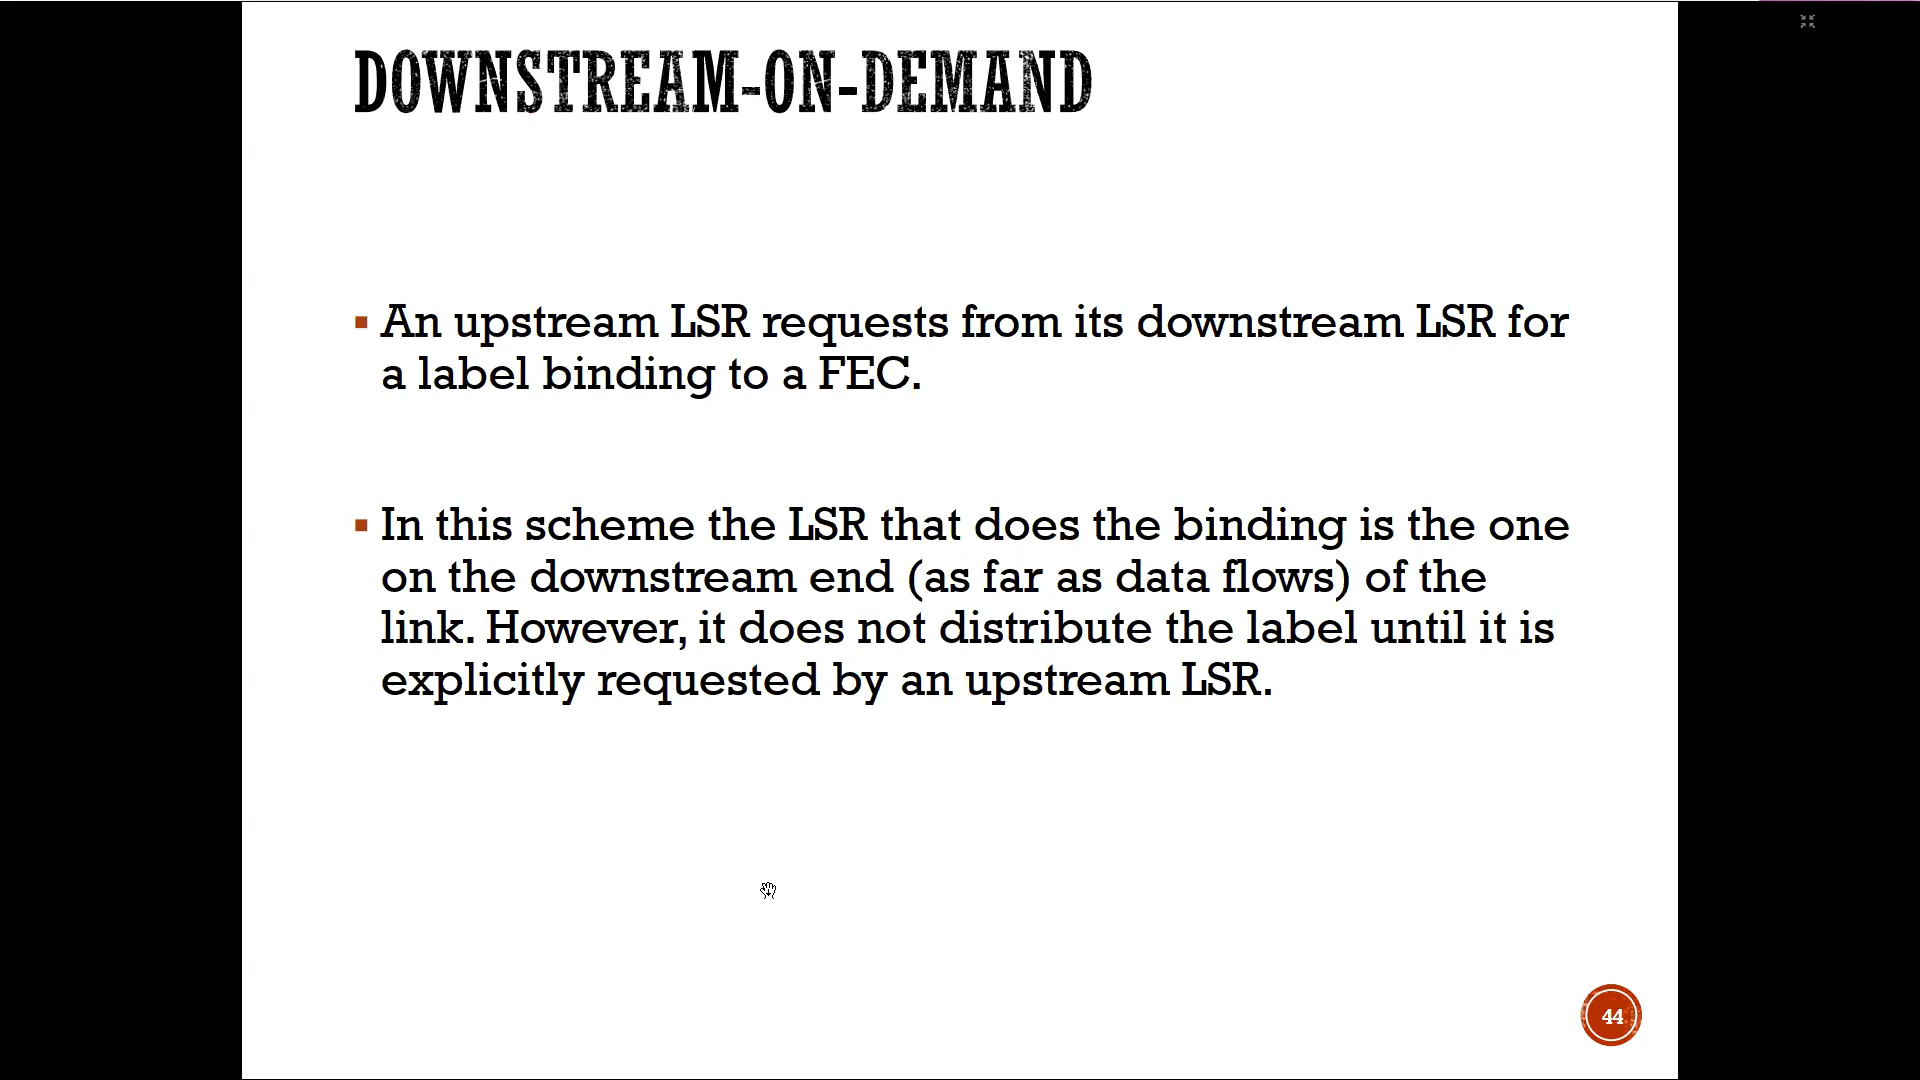 DOWNSTREAM-ON-DEMAND
▪ An upstream LSR requests from its downstream LSR for
a label binding to a FEC.
▪ In this scheme the LSR that does the binding is the one
on the downstream end (as far as data flows) of the
link. However, it does not distribute the label until it is
explicitly requested by an upstream LSR.
44